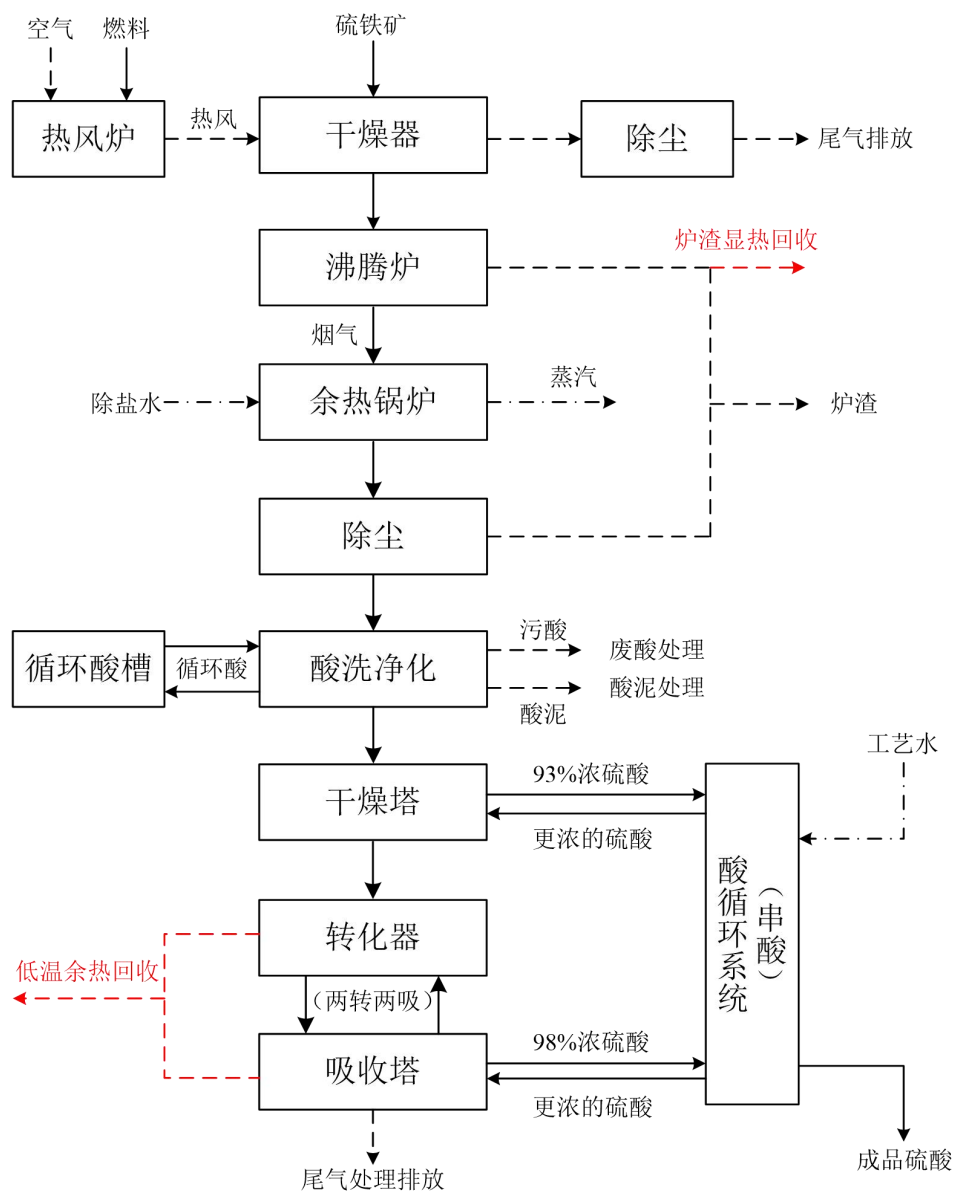 空气
燃料
硫铁矿
热风炉
热风
干燥器
除尘
尾气排放
沸腾炉
炉渣显热回收
烟气
除盐水
余热锅炉
蒸汽
炉渣
除尘
循环酸槽
循环酸
酸洗净化
污酸
废酸处理
酸泥
酸泥处理
工艺水
干燥塔
93%浓硫酸
更浓的硫酸
酸循环系统
（串酸）
转化器
低温余热回收
（两转两吸）
吸收塔
98%浓硫酸
更浓的硫酸
尾气处理排放
成品硫酸